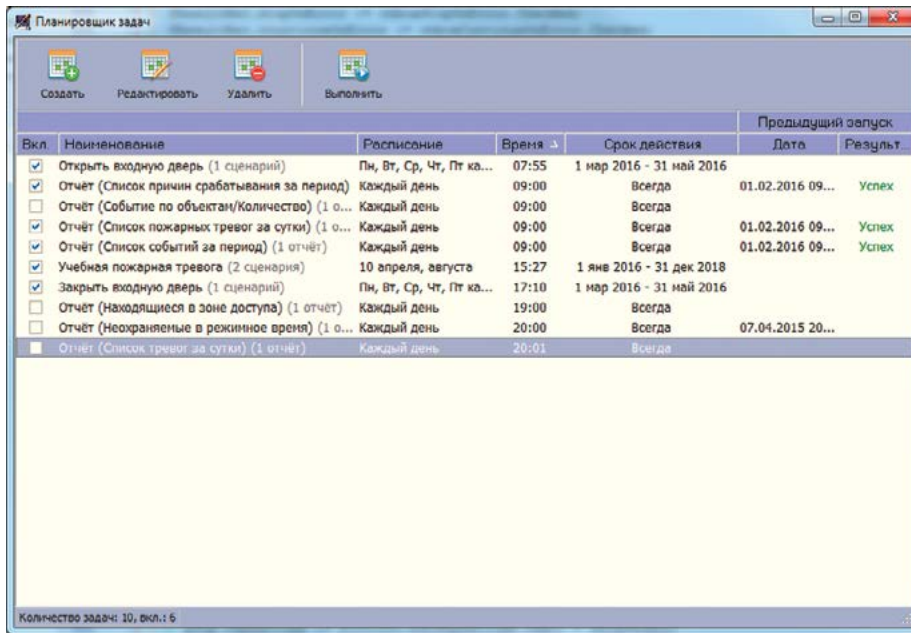 Планировщик задач
Создать Редактировать Удалить Выполнить
Предыдущий запуск
Вкл. Наименование Расписание Время Срок действия Дата Результ...
Открыть входную дверь (1 сценарий) Пн, Вт, Ср, Чт, Пт ка... 07:55 1 мар 2016 - 31 май 2016
Отчёт (Список причин срабатывания за период) Каждый день 09:00 Всегда 01.02.2016 09... Успех
Отчёт (Событие по объектам/Количество) (1 о... Каждый день 09:00 Всегда
Отчёт (Список пожарных тревог за сутки) (1 о... Каждый день 09:00 Всегда 01.02.2016 09... Успех
Отчёт (Список событий за период) (1 отчёт) Каждый день 09:00 Всегда 01.02.2016 09... Успех
Учебная пожарная тревога (2 сценария) 10 апреля, августа 15:27 1 янв 2016 - 31 дек 2018
Закрыть входную дверь (1 сценарий) Пн, Вт, Ср, Чт, Пт ка... 17:10 1 мар 2016 - 31 май 2016
Отчёт (Находящиеся в зоне доступа) (1 отчёт) Каждый день 19:00 Всегда
Отчёт (Неохраняемые в режимное время) (1 о... Каждый день 20:00 Всегда 07.04.2015 20...
Отчёт (Список тревог за сутки) (1 отчёт) Каждый день 20:01 Всегда
Количество задач: 10, вкл.: 6